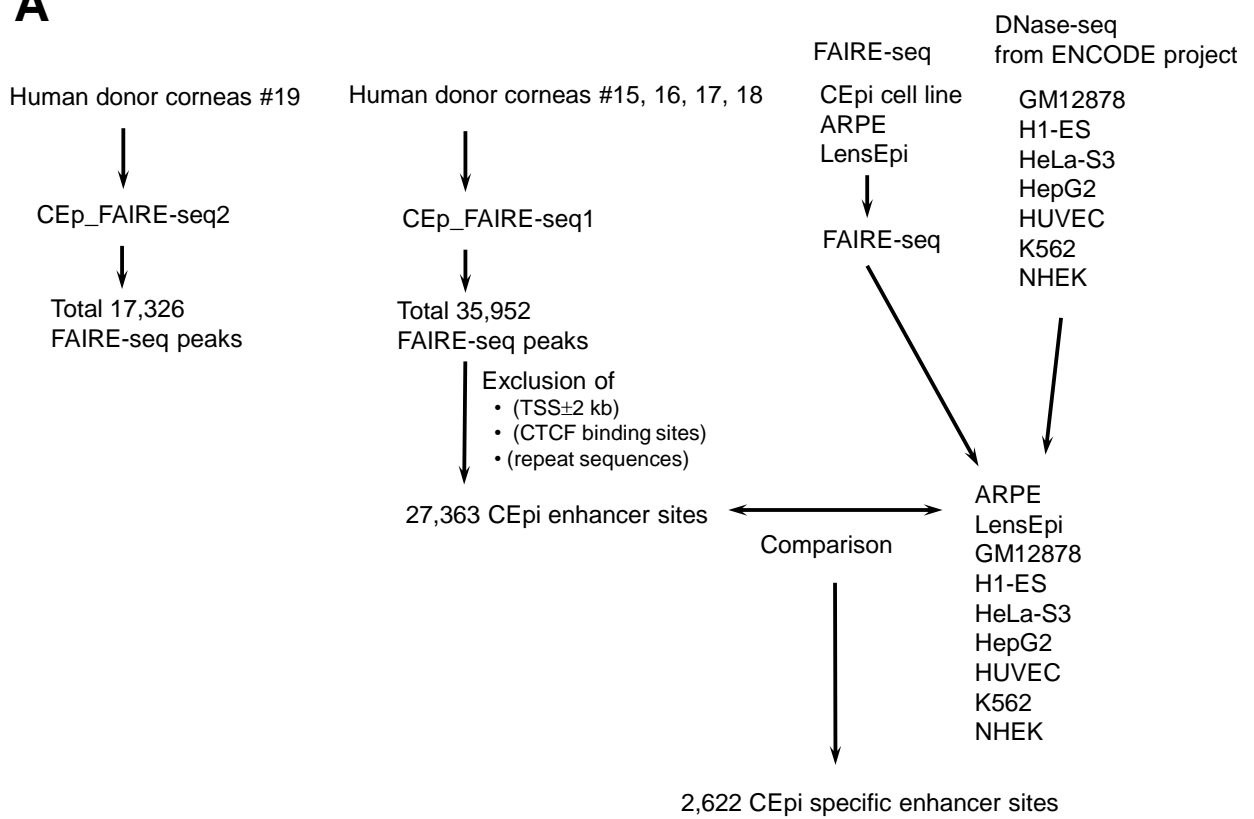 A
Human donor corneas #19
CEp_FAIRE-seq2
Total 17,326
FAIRE-seq peaks
Human donor corneas #15, 16, 17, 18
CEp_FAIRE-seq1
Total 35,952
FAIRE-seq peaks
Exclusion of
• (TSS±2 kb)
• (CTCF binding sites)
• (repeat sequences)
27,363 CEpi enhancer sites
FAIRE-seq
CEpi cell line
ARPE
LensEpi
FAIRE-seq
DNase-seq
from ENCODE project
GM12878
H1-ES
HeLa-S3
HepG2
HUVEC
K562
NHEK
Comparison
ARPE
LensEpi
GM12878
H1-ES
HeLa-S3
HepG2
HUVEC
K562
NHEK
2,622 CEpi specific enhancer sites